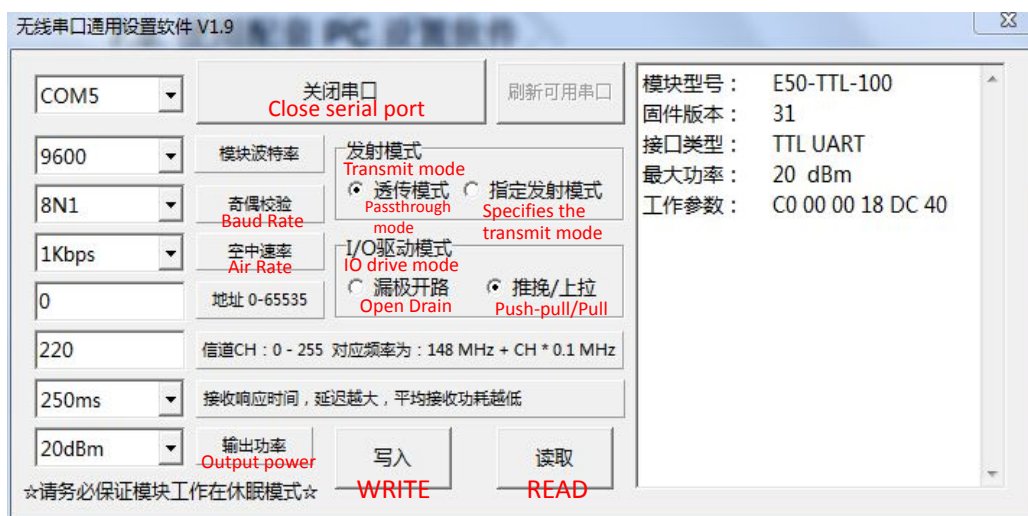 无线串口通用设置软件 V1.9
COM5
关闭串口
Close serial port
刷新可用串口
9600
模块波特率
8N1
奇偶校验
Baud Rate
1Kbps
空中速率
Air Rate
0
地址 0-65535
发射模式
Transmit mode
透传模式
Passthrough
mode
指定发射模式
Specifies the
transmit mode
I/O驱动模式
IO drive mode
漏极开路
Open Drain
推挽/上拉
Push-pull/Pull
220
信道CH：0 - 255 对应频率为：148 MHz + CH * 0.1 MHz
250ms
接收响应时间，延迟越大，平均接收功耗越低
20dBm
输出功率
Output power
写入
WRITE
读取
READ
☆请务必保证模块工作在休眠模式☆
模块型号： E50-TTL-100
固件版本： 31
接口类型： TTL UART
最大功率： 20 dBm
工作参数： C0 00 00 18 DC 40